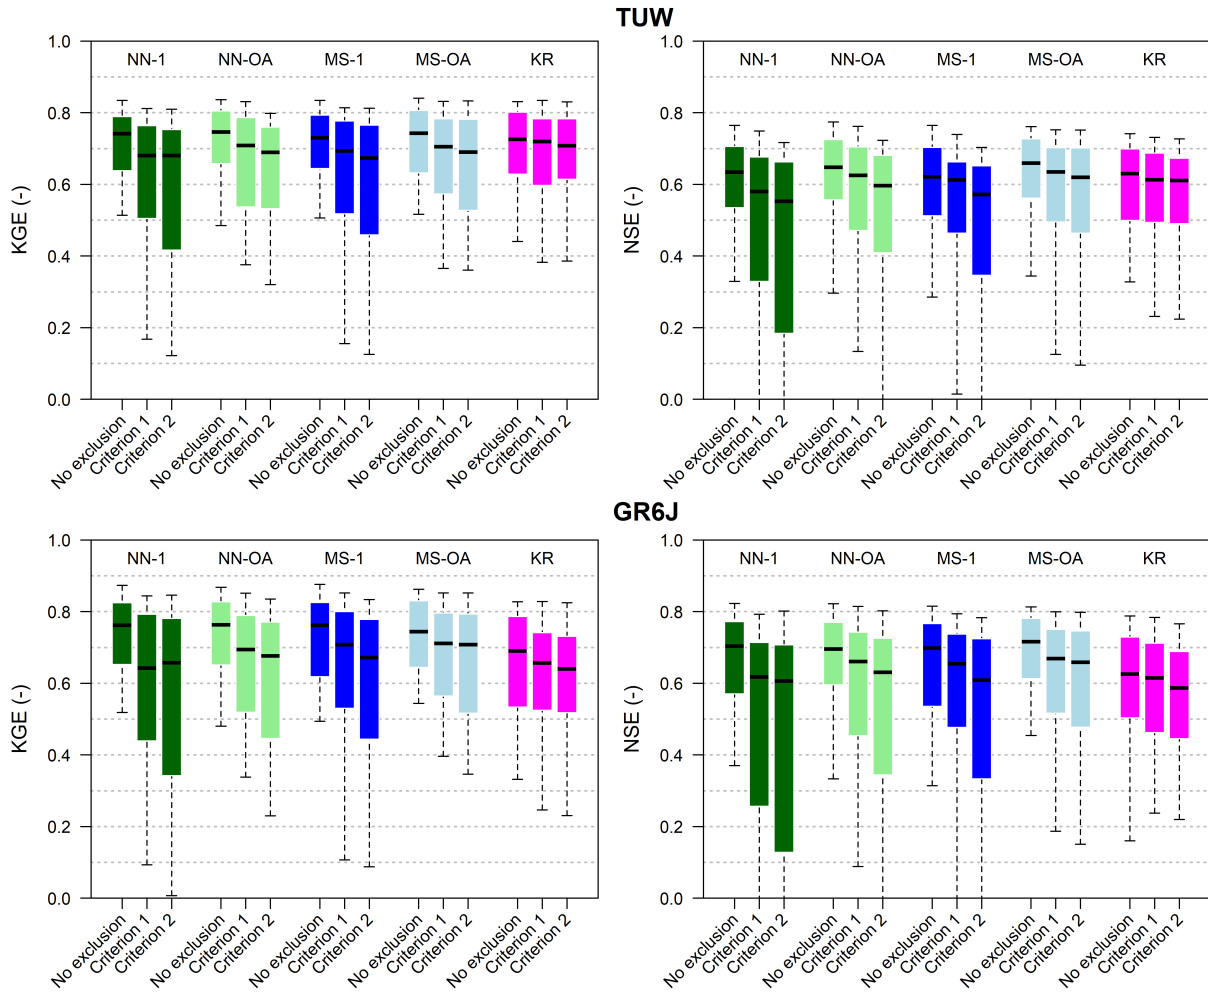 TUW
NN-1 NN-OA MS-1 MS-OA KR
KGE (-)
1.0
0.8
0.6
0.4
0.2
0.0
No exclusion Criterion 1 Criterion 2 No exclusion Criterion 1 Criterion 2 No exclusion Criterion 1 Criterion 2 No exclusion Criterion 1 Criterion 2 No exclusion Criterion 1 Criterion 2
NN-1 NN-OA MS-1 MS-OA KR
NSE (-)
1.0
0.8
0.6
0.4
0.2
0.0
No exclusion Criterion 1 Criterion 2 No exclusion Criterion 1 Criterion 2 No exclusion Criterion 1 Criterion 2 No exclusion Criterion 1 Criterion 2 No exclusion Criterion 1 Criterion 2
GR6J
NN-1 NN-OA MS-1 MS-OA KR
KGE (-)
1.0
0.8
0.6
0.4
0.2
0.0
No exclusion Criterion 1 Criterion 2 No exclusion Criterion 1 Criterion 2 No exclusion Criterion 1 Criterion 2 No exclusion Criterion 1 Criterion 2 No exclusion Criterion 1 Criterion 2
NN-1 NN-OA MS-1 MS-OA KR
NSE (-)
1.0
0.8
0.6
0.4
0.2
0.0
No exclusion Criterion 1 Criterion 2 No exclusion Criterion 1 Criterion 2 No exclusion Criterion 1 Criterion 2 No exclusion Criterion 1 Criterion 2 No exclusion Criterion 1 Criterion 2